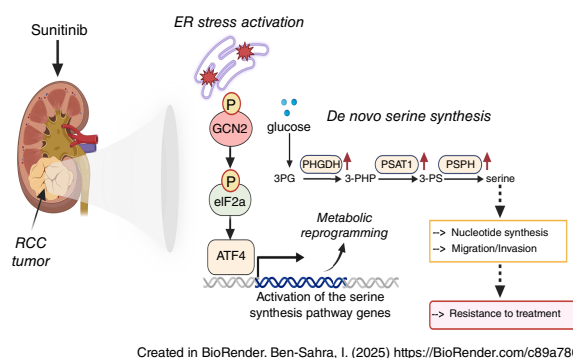 Sunitinib
RCC
tumor
ER stress activation
P
GCN2
P
eIF2a
ATF4
Activation of the serine
synthesis pathway genes
Metabolic
reprogramming
De novo serine synthesis
glucose
PHGDH
PSAT1
PSPH
3PG
3-PHP
3-PS
serine
--> Nucleotide synthesis
--> Migration/Invasion
--> Resistance to treatment
Created in BioRender. Ben-Sahra, I. (2025) https://BioRender.com/c89a78